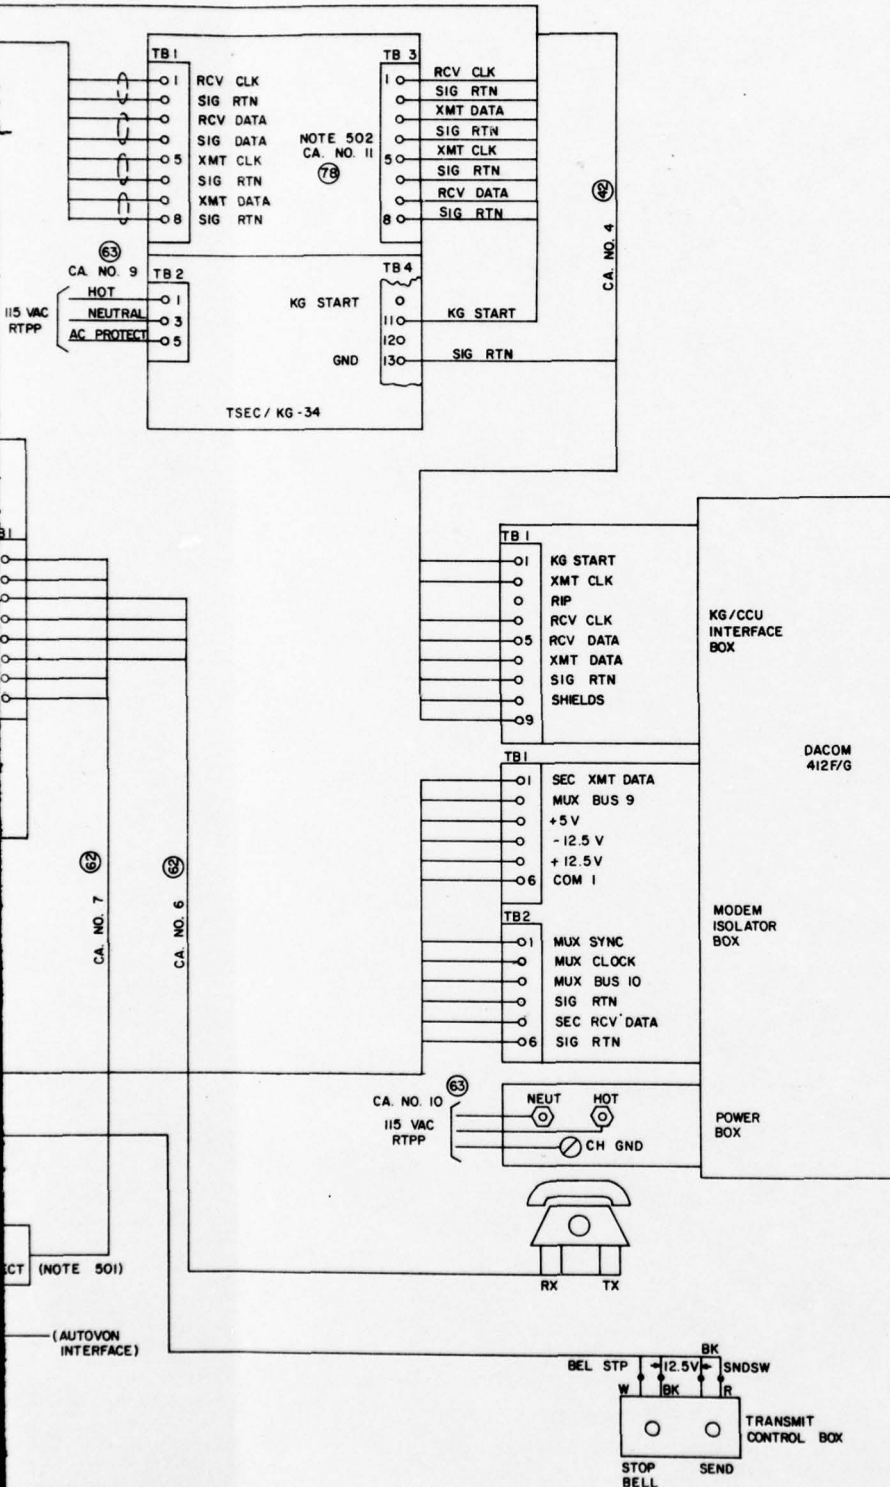 TB 1
1 RCV CLK
SIG RTN
RCV DATA
SIG DATA
5 XMT CLK
SIG RTN
XMT DATA
8 SIG RTN
NOTE 502
CA. NO. 11
78
TB 3
1 RCV CLK
SIG RTN
XMT DATA
SIG RTN
5 XMT CLK
SIG RTN
RCV DATA
8 SIG RTN
42
CA. NO. 4
63
CA. NO. 9
115 VAC
RTPP
HOT
NEUTRAL
AC PROTECT
TB 2
1
3
5
TB 4
KG START
11 KG START
12
GND 13 SIG RTN
TSEC/ KG-34
B1
TB 1
1 KG START
XMT CLK
RIP
RCV CLK
5 RCV DATA
XMT DATA
SIG RTN
SHIELDS
9
KG/CCU
INTERFACE
BOX
DACOM
412F/G
TB1
1 SEC XMT DATA
MUX BUS 9
+5V
-12.5 V
+12.5V
6 COM 1
62
CA. NO. 7
62
CA. NO. 6
TB2
1 MUX SYNC
MUX CLOCK
MUX BUS 10
SIG RTN
SEC RCV DATA
6 SIG RTN
MODEM
ISOLATOR
BOX
CA. NO. 10 63
115 VAC
RTPP
NEUT HOT
CH GND
POWER
BOX
RX TX
ECT (NOTE 501)
(AUTOVON
INTERFACE)
BK
BEL STP 12.5V SNDSW
W BK R
TRANSMIT
CONTROL BOX
STOP
BELL
SEND